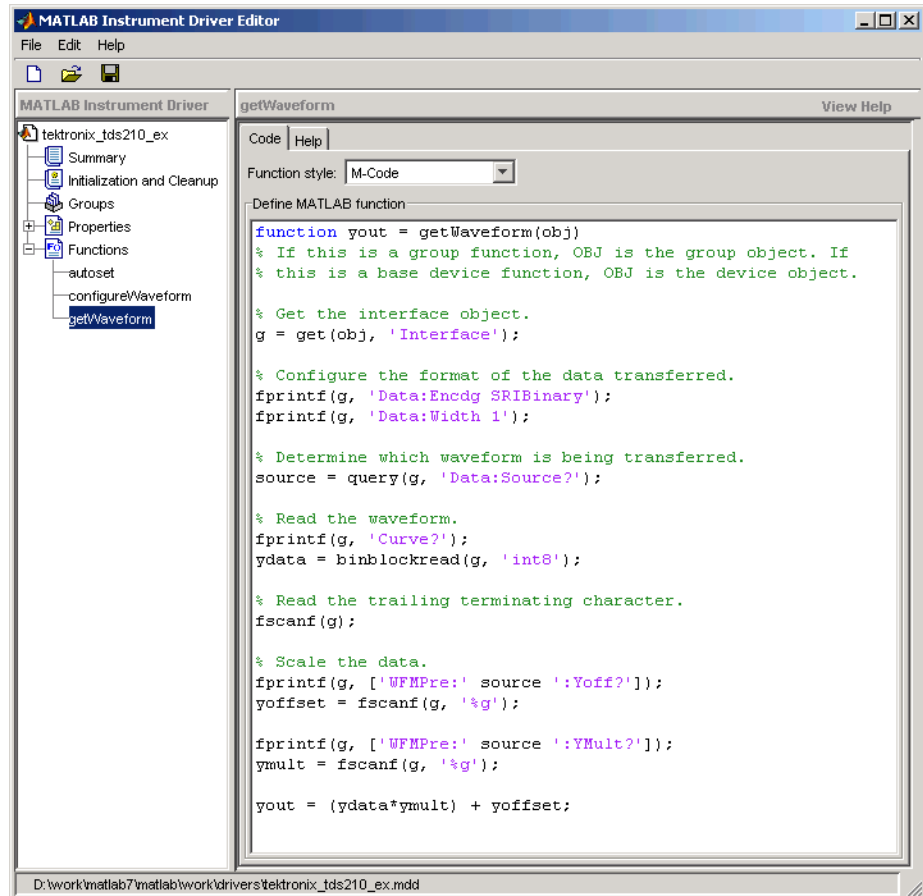 MATLAB Instrument Driver Editor
File Edit Help
MATLAB Instrument Driver
getWaveform
View Help
tektronix_tds210_ex
Summary
Initialization and Cleanup
Groups
Properties
Functions
autoset
configureWaveform
getWaveform
Code Help
Function style: M-Code
Define MATLAB function
function yout = getWaveform(obj)
% If this is a group function, OBJ is the group object. If
% this is a base device function, OBJ is the device object.
% Get the interface object.
g = get(obj, 'Interface');
% Configure the format of the data transferred.
fprintf(g, 'Data:Encdg SRIBinary');
fprintf(g, 'Data:Width 1');
% Determine which waveform is being transferred.
source = query(g, 'Data:Source?');
% Read the waveform.
fprintf(g, 'Curve?');
ydata = binblockread(g, 'int8');
% Read the trailing terminating character.
fscanf(g);
% Scale the data.
fprintf(g, ['WFMPre:' source ':Yoff?']);
yoffset = fscanf(g, '%g');
fprintf(g, ['WFMPre:' source ':YMult?']);
ymult = fscanf(g, '%g');
yout = (ydata*ymult) + yoffset;
D:\work\matlab7\matlab\work\drivers\tektronix_tds210_ex.mdd